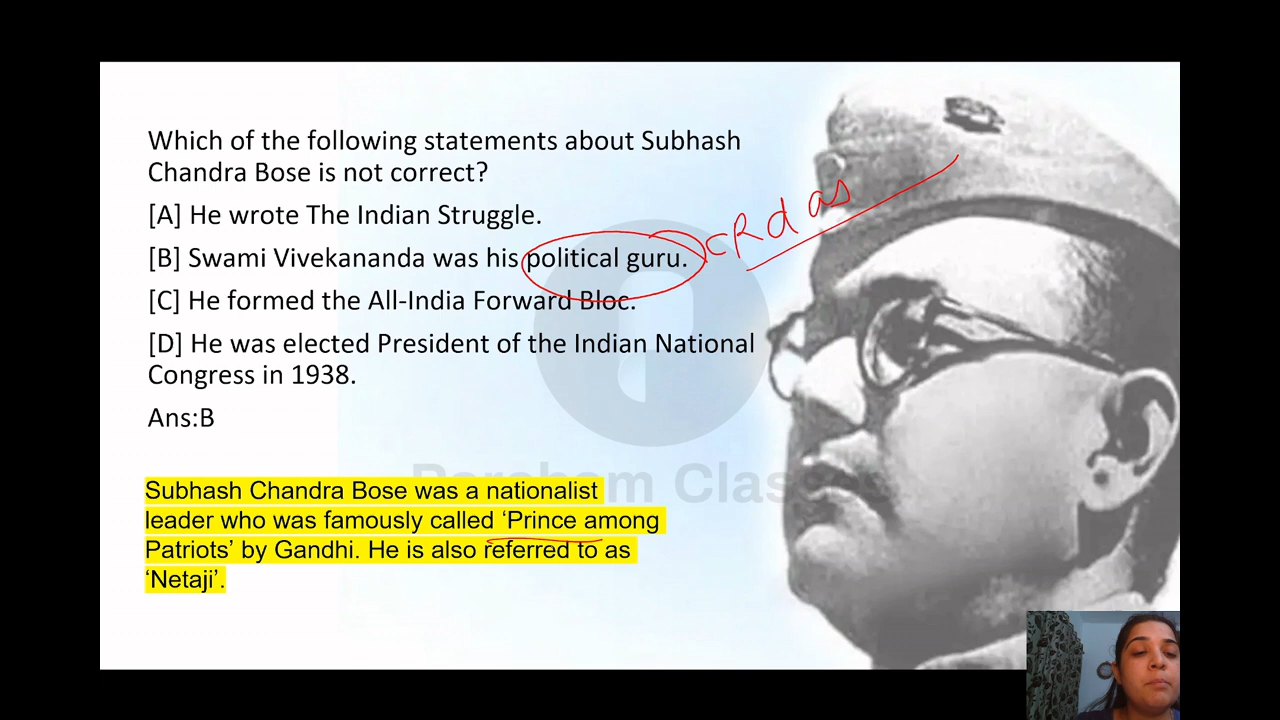 Which of the following statements about Subhash
Chandra Bose is not correct?
[A] He wrote The Indian Struggle.
[B] Swami Vivekananda was his political guru.
CR das
[C] He formed the All-India Forward Bloc.
[D] He was elected President of the Indian National
Congress in 1938.
Ans:B
Subhash Chandra Bose was a nationalist
leader who was famously called ‘Prince among
Patriots’ by Gandhi. He is also referred to as
‘Netaji’.